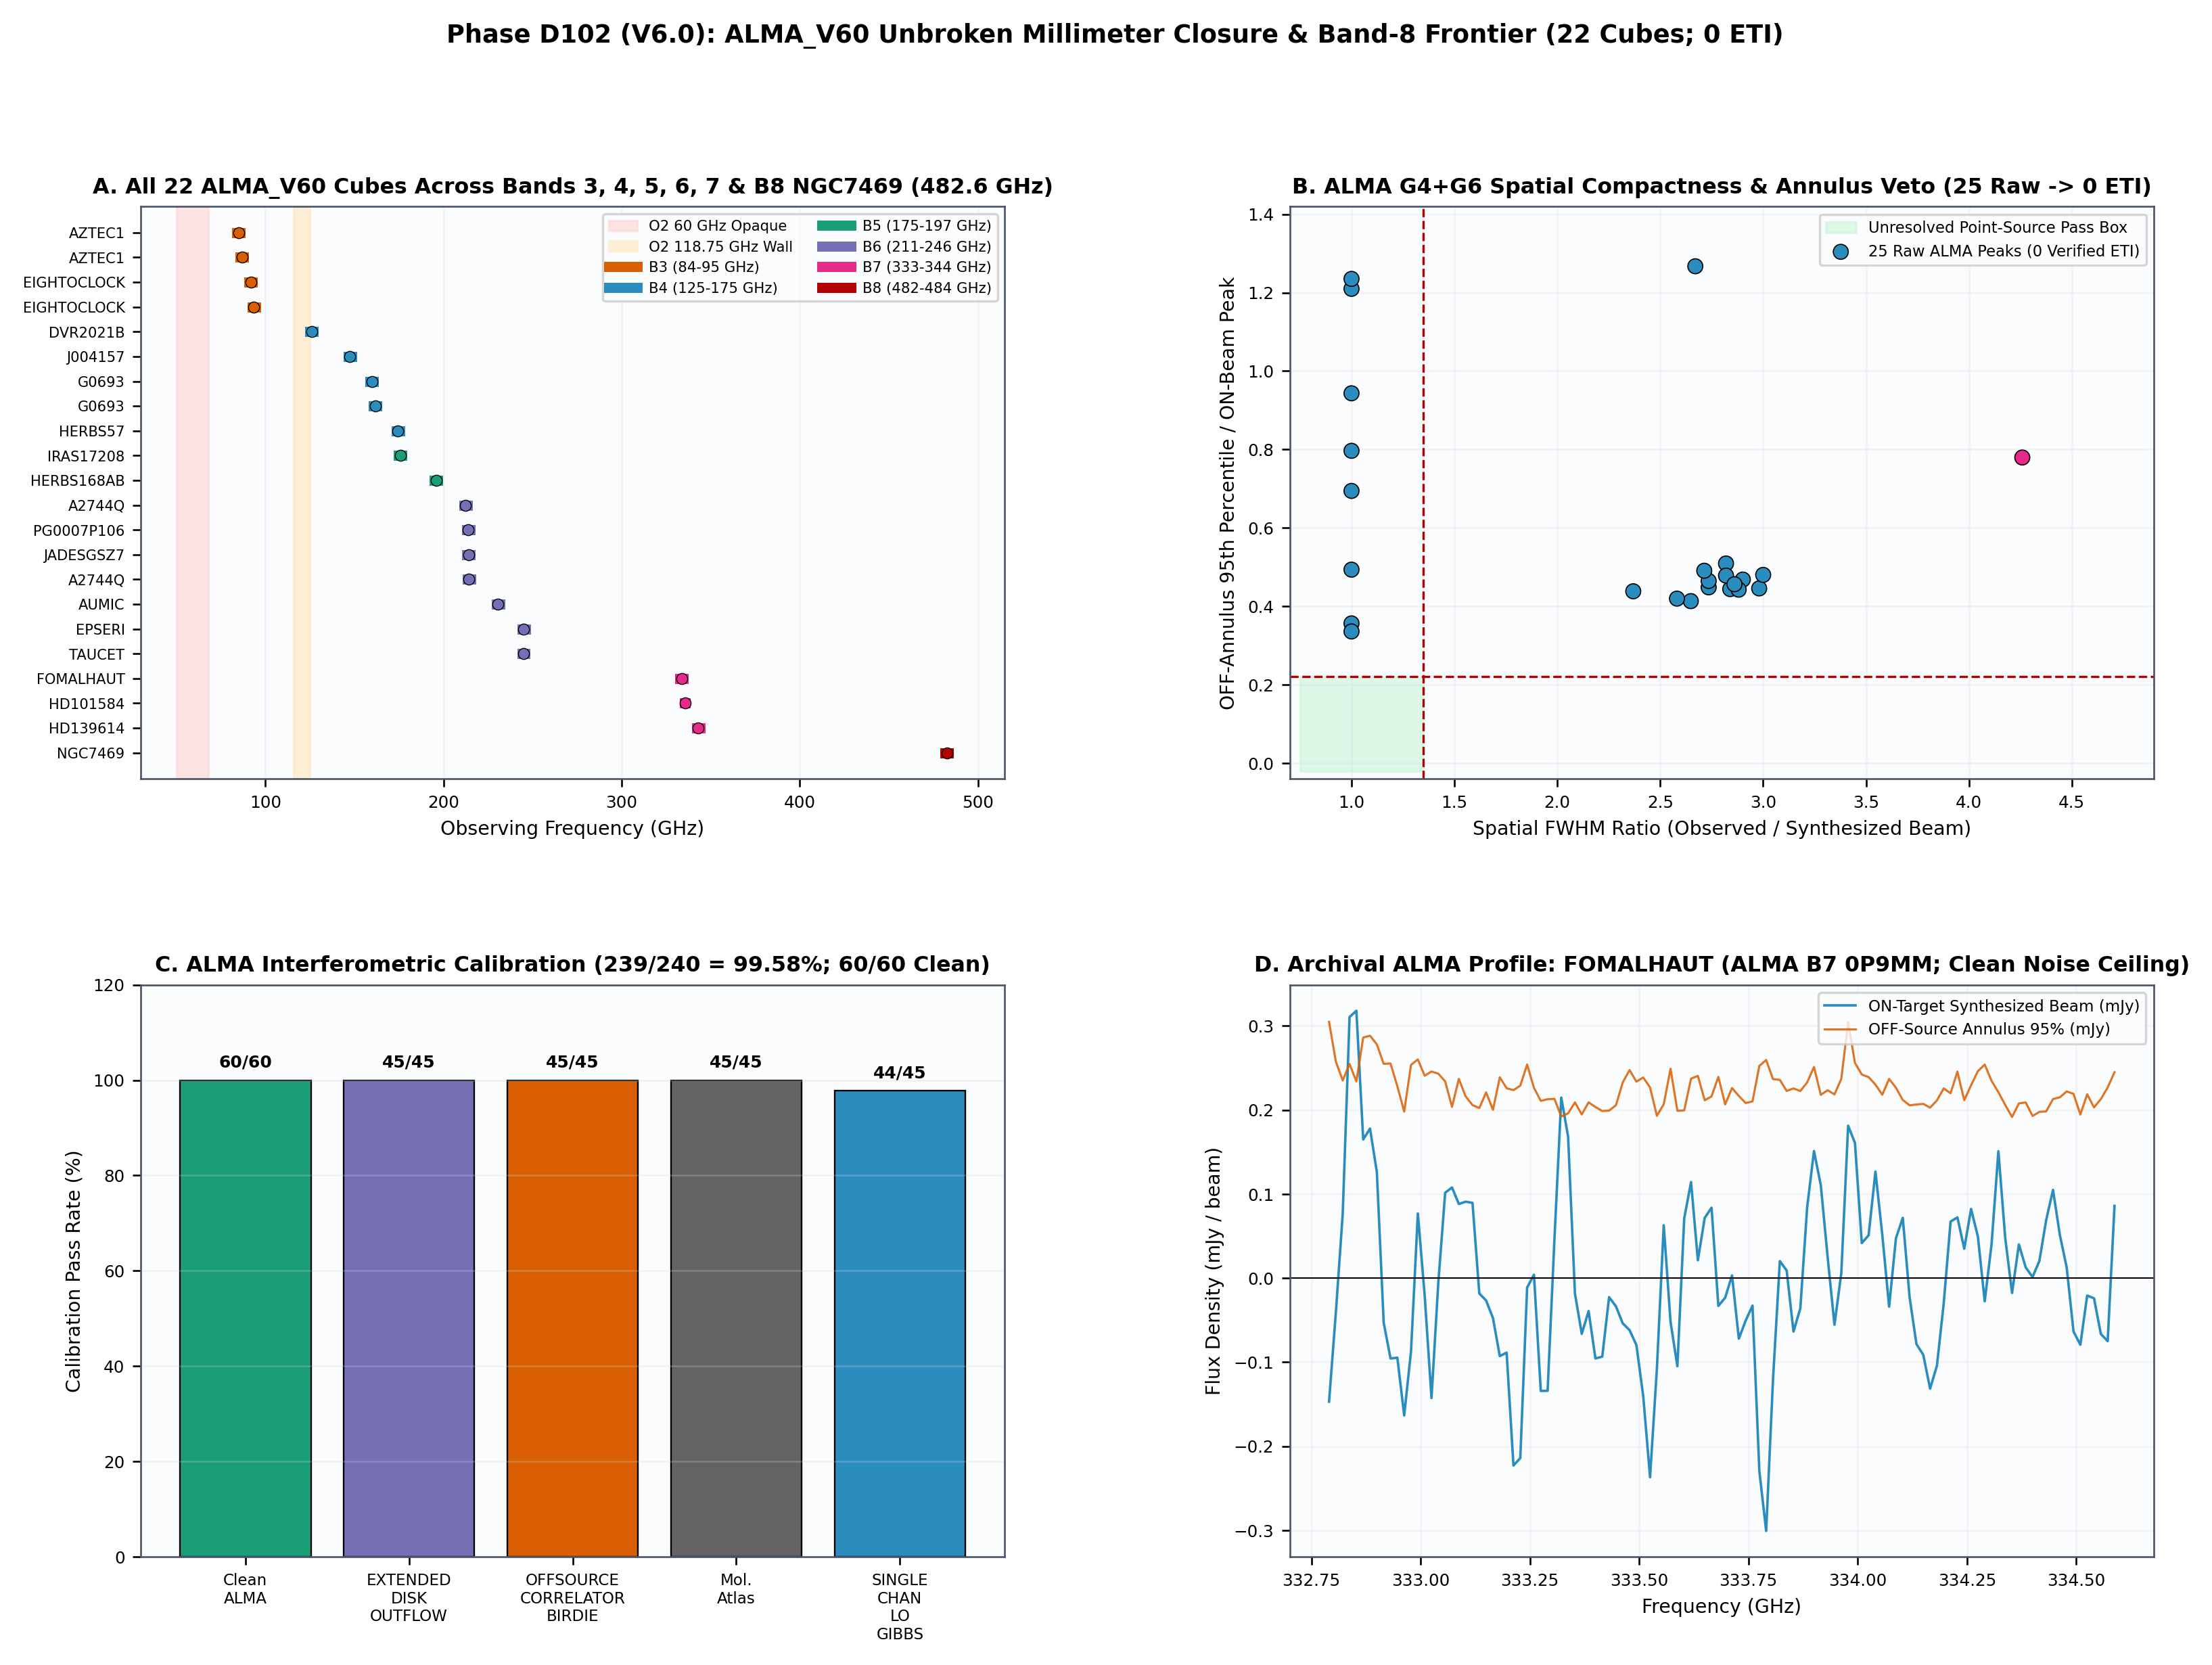 Phase D102 (V6.0): ALMA_V60 Unbroken Millimeter Closure & Band-8 Frontier (22 Cubes; 0 ETI)
A. All 22 ALMA_V60 Cubes Across Bands 3, 4, 5, 6, 7 & B8 NGC7469 (482.6 GHz)
O2 60 GHz Opaque
O2 118.75 GHz Wall
B3 (84-95 GHz)
B4 (125-175 GHz)
B5 (175-197 GHz)
B6 (211-246 GHz)
B7 (333-344 GHz)
B8 (482-484 GHz)
AZTEC1
AZTEC1
EIGHTOCLOCK
EIGHTOCLOCK
DVR2021B
J004157
G0693
G0693
HERBS57
IRAS17208
HERBS168AB
A2744Q
PG0007P106
JADESGSZ7
A2744Q
AUMIC
EPSERI
TAUCET
FOMALHAUT
HD101584
HD139614
NGC7469
100 200 300 400 500
Observing Frequency (GHz)
B. ALMA G4+G6 Spatial Compactness & Annulus Veto (25 Raw -> 0 ETI)
Unresolved Point-Source Pass Box
25 Raw ALMA Peaks (0 Verified ETI)
OFF-Annulus 95th Percentile / ON-Beam Peak
1.4
1.2
1.0
0.8
0.6
0.4
0.2
0.0
1.0 1.5 2.0 2.5 3.0 3.5 4.0 4.5
Spatial FWHM Ratio (Observed / Synthesized Beam)
C. ALMA Interferometric Calibration (239/240 = 99.58%; 60/60 Clean)
Calibration Pass Rate (%)
120
100
80
60
40
20
0
60/60
45/45
45/45
45/45
44/45
Clean
ALMA
EXTENDED
DISK
OUTFLOW
OFFSOURCE
CORRELATOR
BIRDIE
Mol.
Atlas
SINGLE
CHAN
LO
GIBBS
D. Archival ALMA Profile: FOMALHAUT (ALMA B7 0P9MM; Clean Noise Ceiling)
ON-Target Synthesized Beam (mJy)
OFF-Source Annulus 95% (mJy)
Flux Density (mJy / beam)
0.3
0.2
0.1
0.0
−0.1
−0.2
−0.3
332.75 333.00 333.25 333.50 333.75 334.00 334.25 334.50
Frequency (GHz)